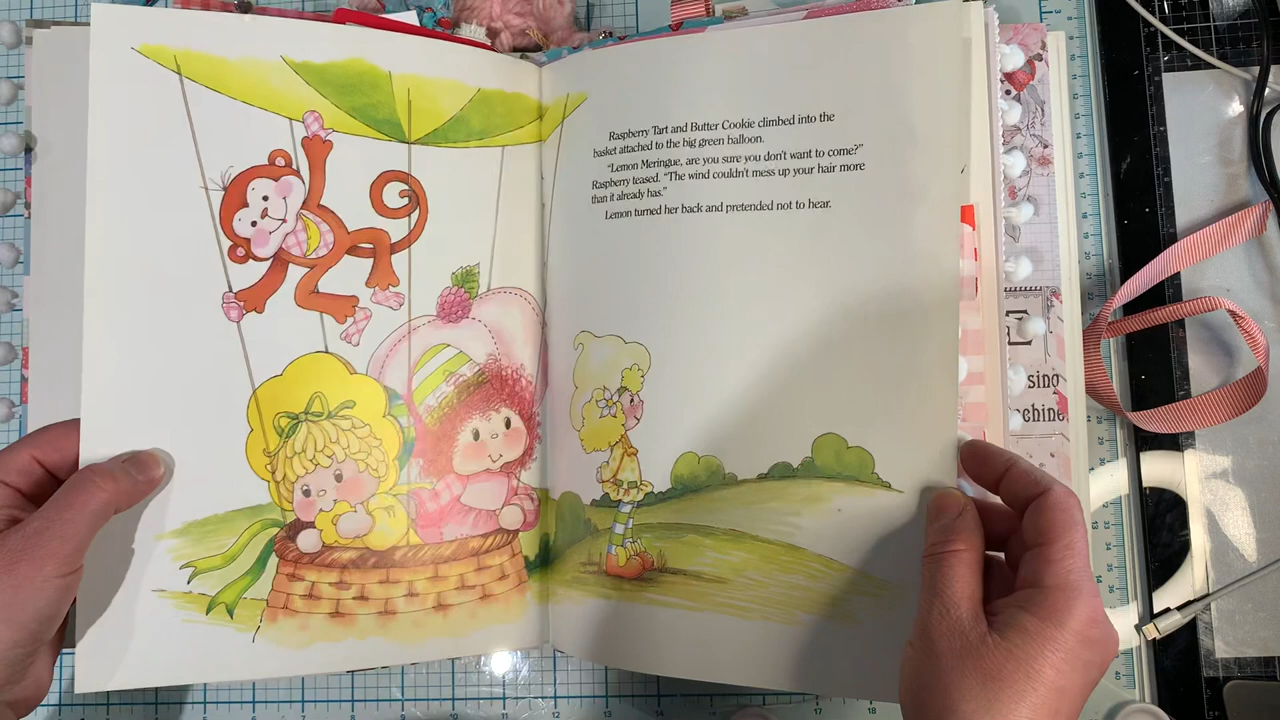 Raspberry Tart and Butter Cookie climbed into the
basket attached to the big green balloon.
“Lemon Meringue, are you sure you don’t want to come?”
Raspberry teased. “The wind couldn’t mess up your hair more
than it already has.”
Lemon turned her back and pretended not to hear.
E
sing
achine